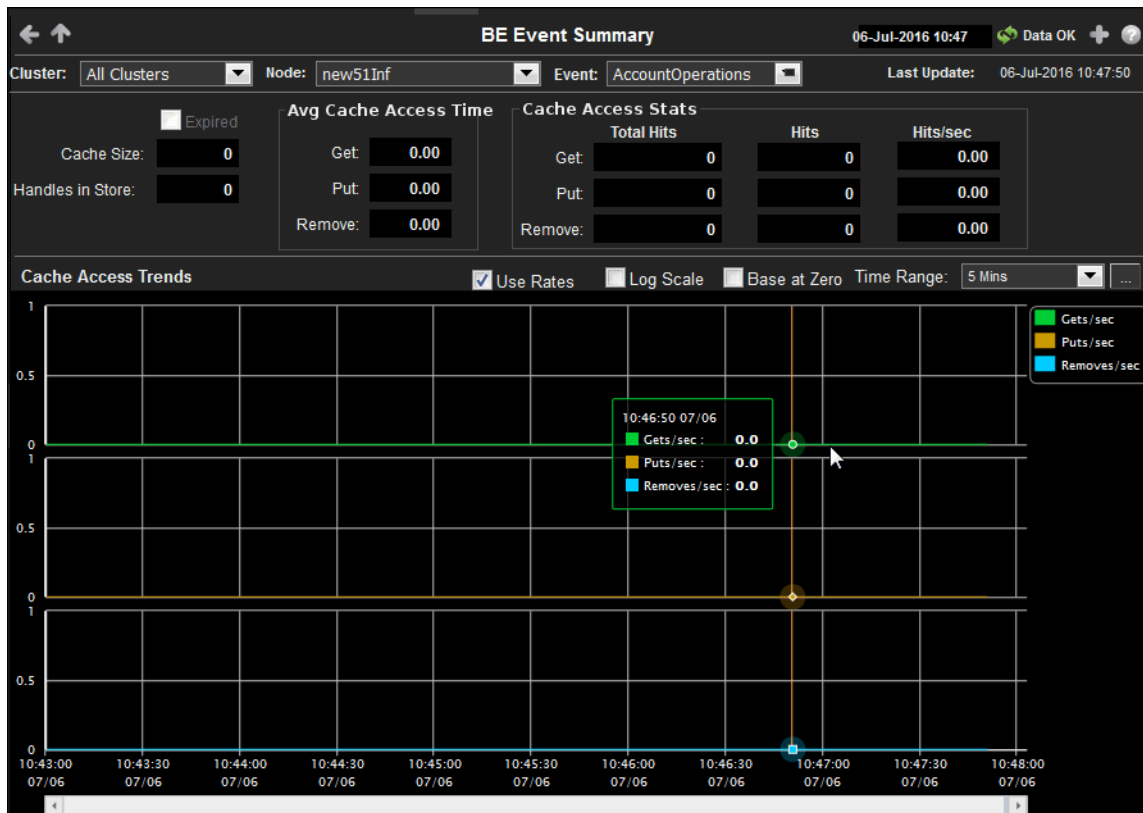 BE Event Summary 06-Jul-2016 10:47 Data OK
Cluster: All Clusters Node: new51Inf Event: AccountOperations Last Update: 06-Jul-2016 10:47:50
Expired Avg Cache Access Time Cache Access Stats
Total Hits Hits Hits/sec
Cache Size: 0 Get: 0.00 Get: 0 0 0.00
Handles in Store: 0 Put: 0.00 Put: 0 0 0.00
Remove: 0.00 Remove: 0 0 0.00
Cache Access Trends Use Rates Log Scale Base at Zero Time Range: 5 Mins ...
1
0.5
0
Gets/sec
Puts/sec
Removes/sec
10:46:50 07/06
Gets/sec : 0.0
Puts/sec : 0.0
Removes/sec : 0.0
1
0.5
0
1
0.5
0
10:43:00 10:43:30 10:44:00 10:44:30 10:45:00 10:45:30 10:46:00 10:46:30 10:47:00 10:47:30 10:48:00
07/06 07/06 07/06 07/06 07/06 07/06 07/06 07/06 07/06 07/06 07/06